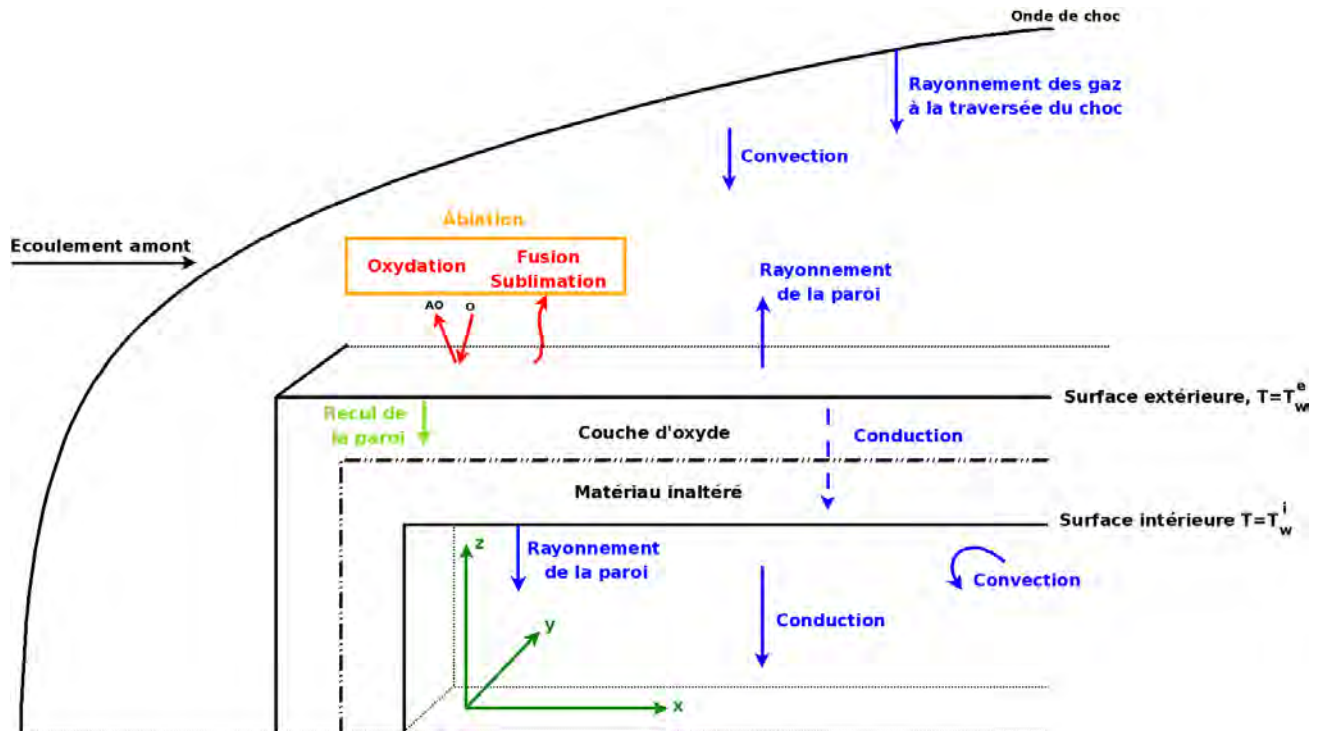 Onde de choc
Rayonnement des gaz
à la traversée du choc
Convection
Ablation
Ecoulement amont
Oxydation
Fusion
Sublimation
Rayonnement
de la paroi
AO
O
Surface extérieure, T=T_w^e
Recul de
la paroi
Couche d'oxyde
Conduction
Matériau inaltéré
Surface intérieure T=T_w^i
z
Rayonnement
de la paroi
Convection
y
Conduction
x